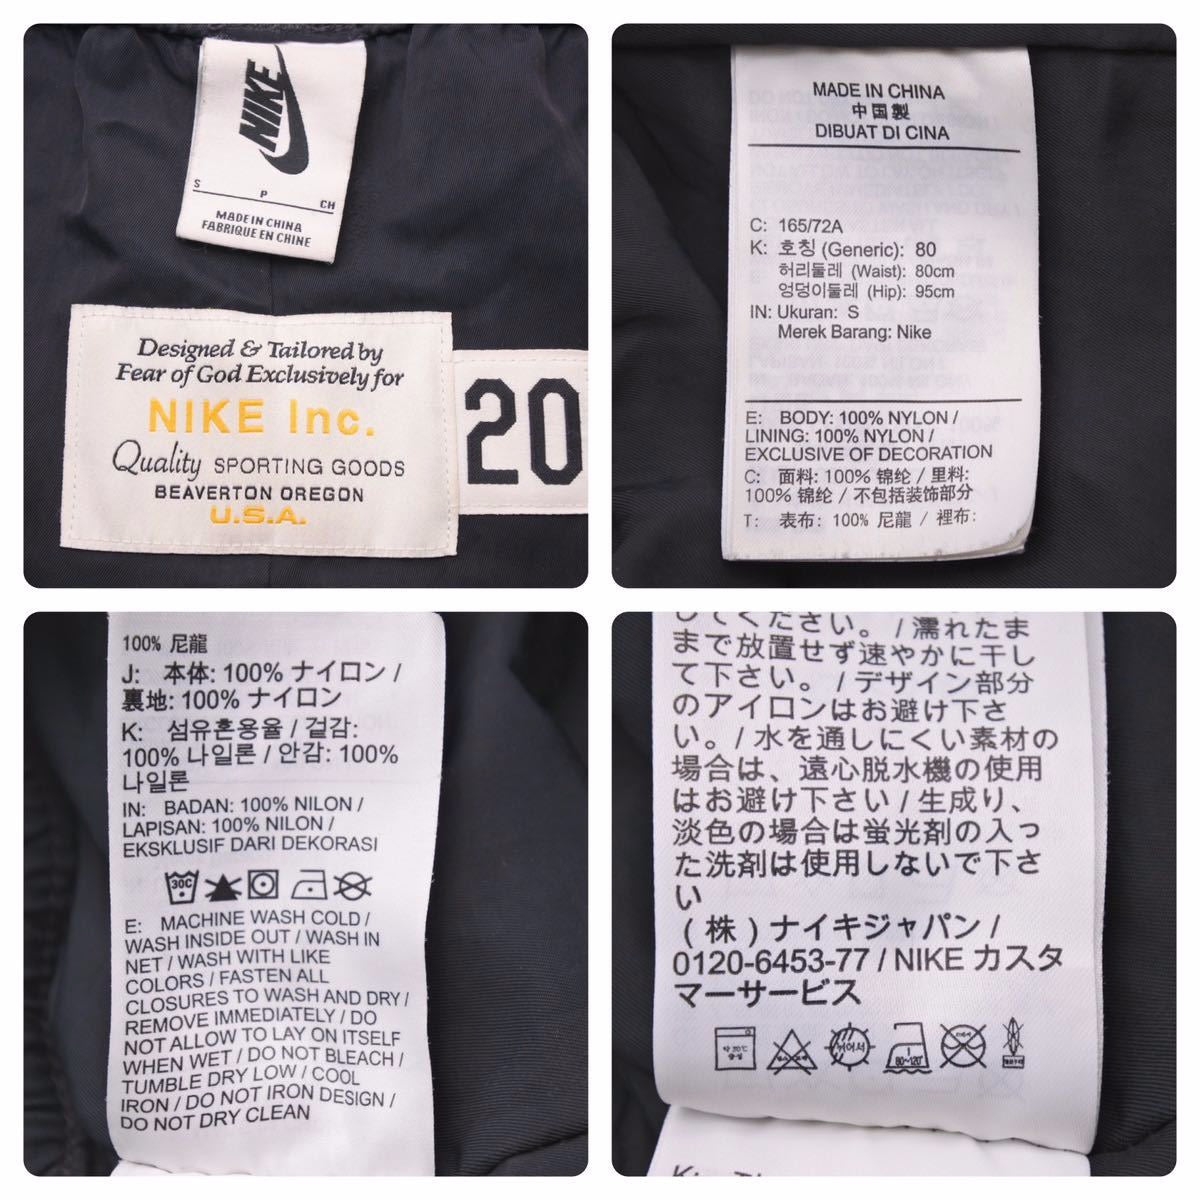 NIKE
S
P
CH
MADE IN CHINA
FABRIQUE EN CHINE
Designed & Tailored by
Fear of God Exclusively for
NIKE Inc.
Quality SPORTING GOODS
BEAVERTON OREGON
U.S.A.
20
MADE IN CHINA
中国製
DIBUAT DI CINA
C: 165/72A
K: 호칭 (Generic): 80
허리둘레 (Waist): 80cm
엉덩이둘레 (Hip): 95cm
IN: Ukuran: S
Merek Barang: Nike
E: BODY: 100% NYLON /
LINING: 100% NYLON /
EXCLUSIVE OF DECORATION
C: 面料: 100% 锦纶 / 里料:
100% 锦纶 / 不包括装饰部分
T: 表布: 100% 尼龍 / 裡布:
100% 尼龍
J: 本体: 100% ナイロン /
裏地: 100% ナイロン
K: 섬유혼용율 / 겉감:
100% 나일론 / 안감: 100%
나일론
IN: BADAN: 100% NILON /
LAPISAN: 100% NILON /
EKSKLUSIF DARI DEKORASI
30C
E: MACHINE WASH COLD /
WASH INSIDE OUT / WASH IN
NET / WASH WITH LIKE
COLORS / FASTEN ALL
CLOSURES TO WASH AND DRY /
REMOVE IMMEDIATELY / DO
NOT ALLOW TO LAY ON ITSELF
WHEN WET / DO NOT BLEACH /
TUMBLE DRY LOW / COOL
IRON / DO NOT IRON DESIGN /
DO NOT DRY CLEAN
してください。 / 濡れたま
まで放置せず速やかに干し
て下さい。 / デザイン部分
のアイロンはお避け下さ
い。 / 水を通しにくい素材の
場合は、遠心脱水機の使用
はお避け下さい / 生成り、
淡色の場合は蛍光剤の入っ
た洗剤は使用しないで下さ
い
(株) ナイキジャパン /
0120-6453-77 / NIKE カスタ
マーサービス
80~120°